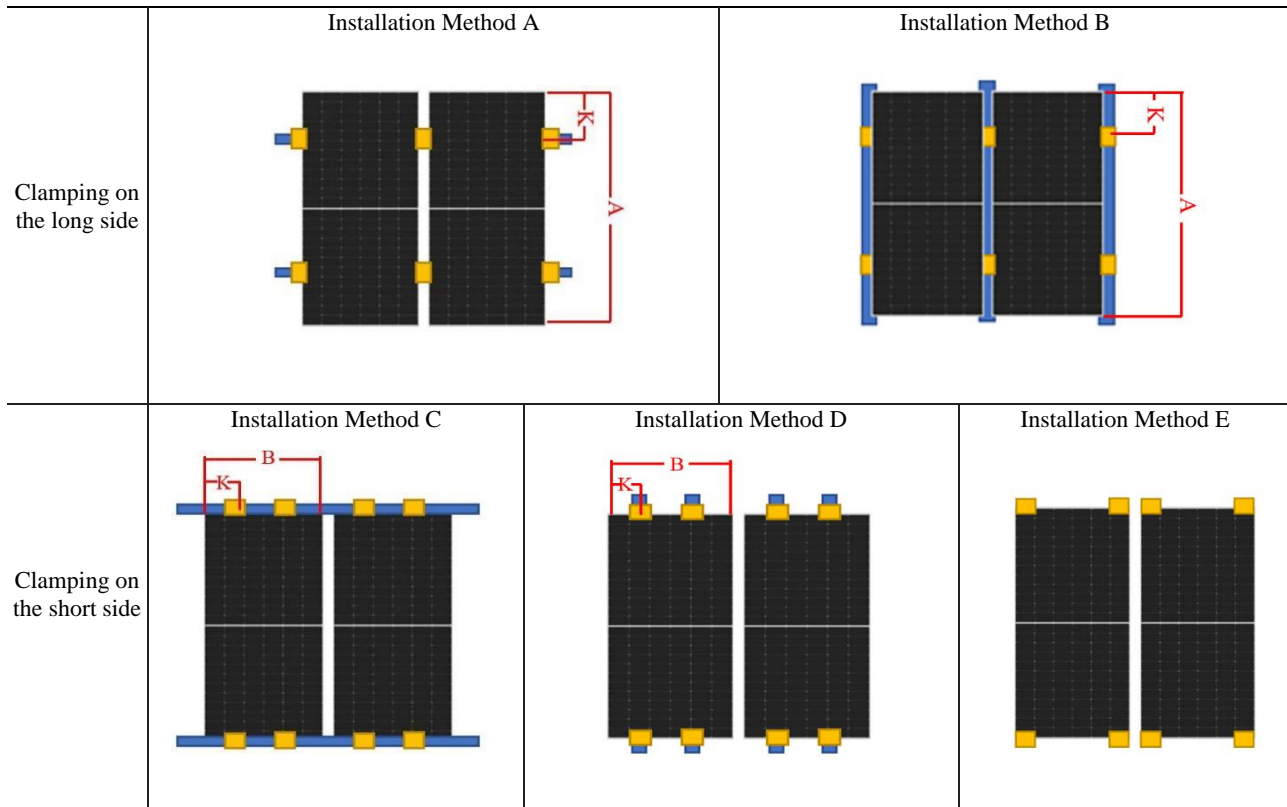 Installation Method A
Installation Method B
K
A
K
A
Clamping on
the long side
Installation Method C
Installation Method D
Installation Method E
B
K
B
K
Clamping on
the short side